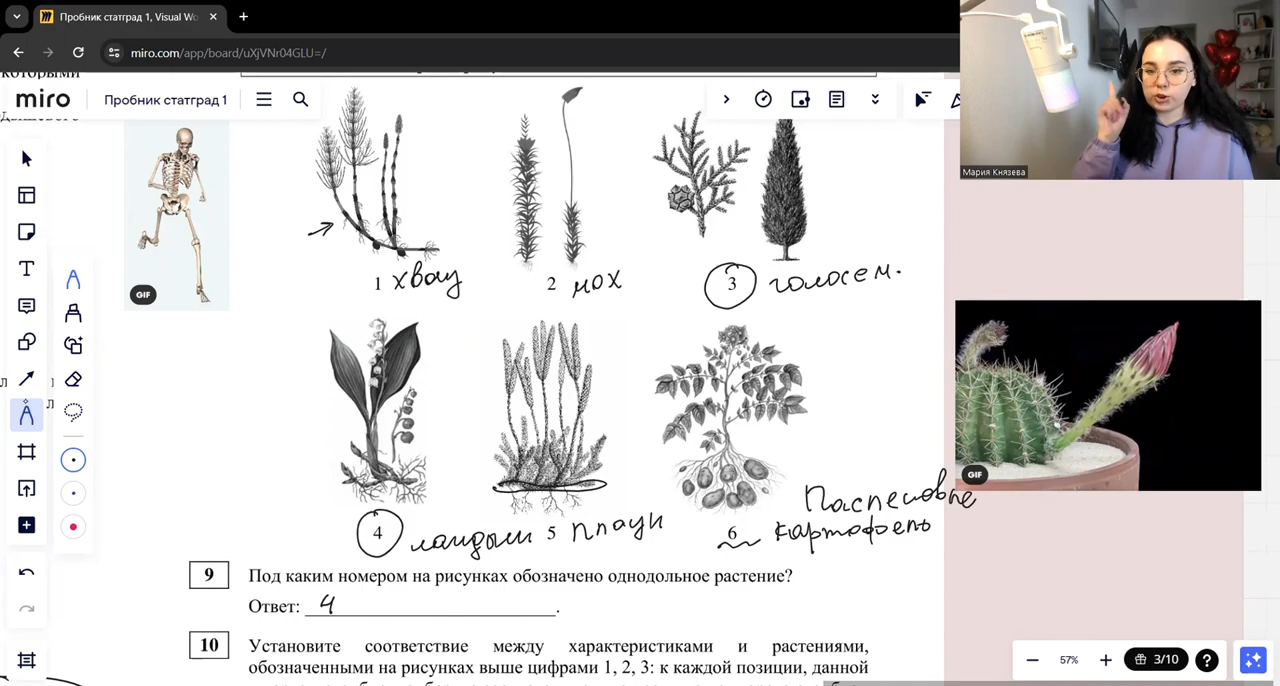 Пробник статград 1, Visual Wo
miro.com/app/board/uXjVNr04GLU=/
которыми
miro
Пробник статград 1
Мария Князева
GIF
1 хвощ
2 мох
3 голосем.
GIF
Пасленовые
4 ландыш 5 плаун
6 картофель
9 Под каким номером на рисунках обозначено однодольное растение?
Ответ: 4.
10 Установите соответствие между характеристиками и растениями,
обозначенными на рисунках выше цифрами 1, 2, 3: к каждой позиции, данной
57%
3/10